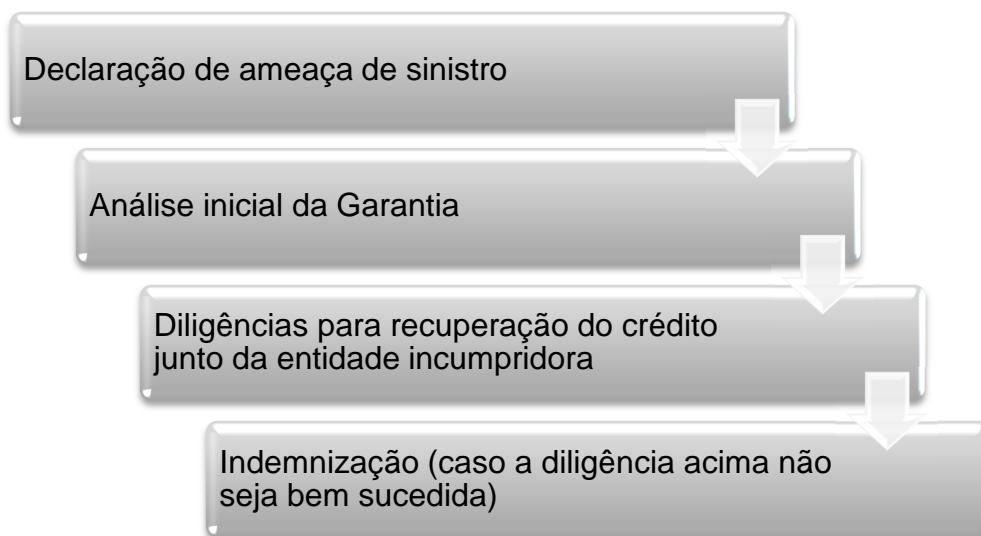 Declaração de ameaça de sinistro
Análise inicial da Garantia
Diligências para recuperação do crédito
junto da entidade incumpridora
Indemnização (caso a diligência acima não
seja bem sucedida)